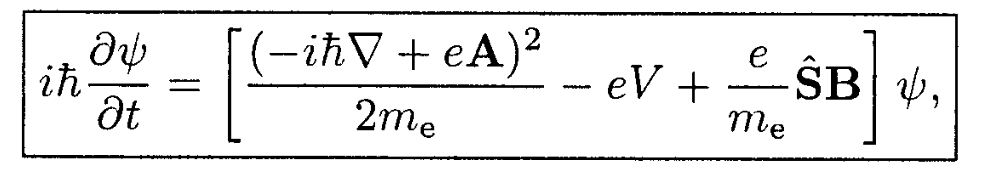 iℏ ∂ψ/∂t = [ (−iℏ∇ + e𝐀)²/2mₑ − eV + e/mₑ 𝐒̂𝐁 ] ψ,